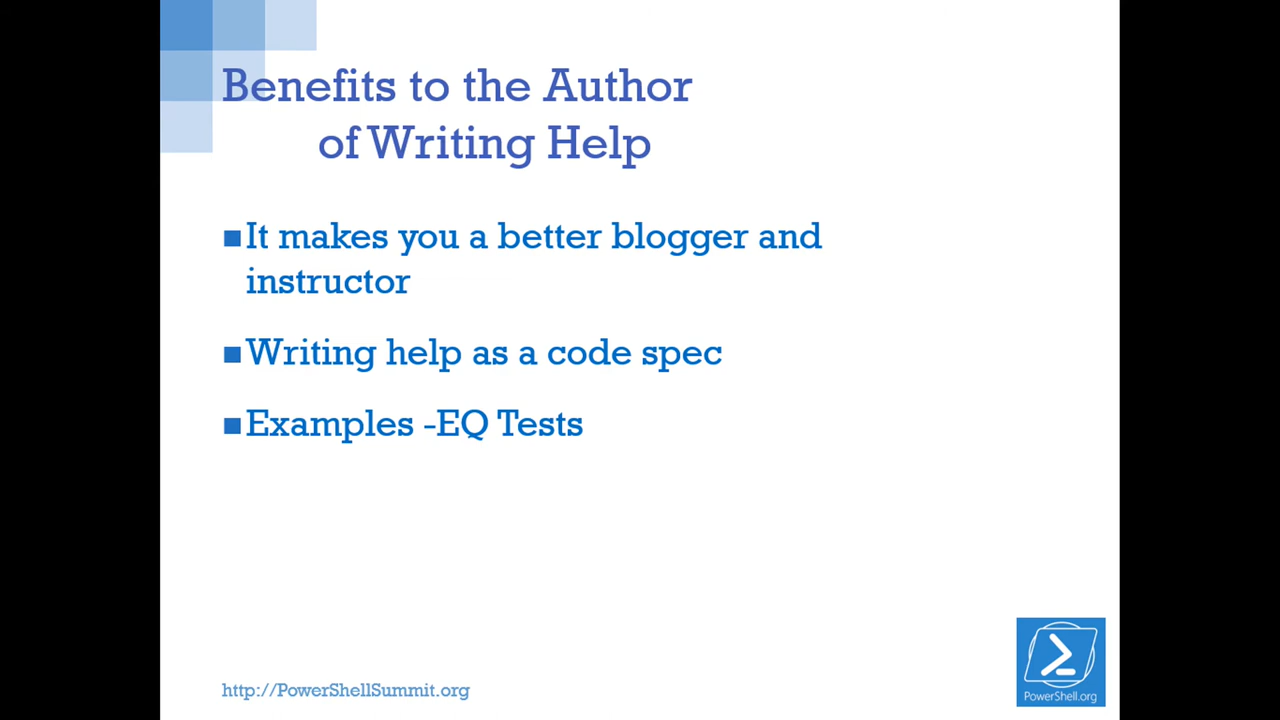 Benefits to the Author
of Writing Help
It makes you a better blogger and
instructor
Writing help as a code spec
Examples -EQ Tests
http://PowerShellSummit.org
PowerShell.org